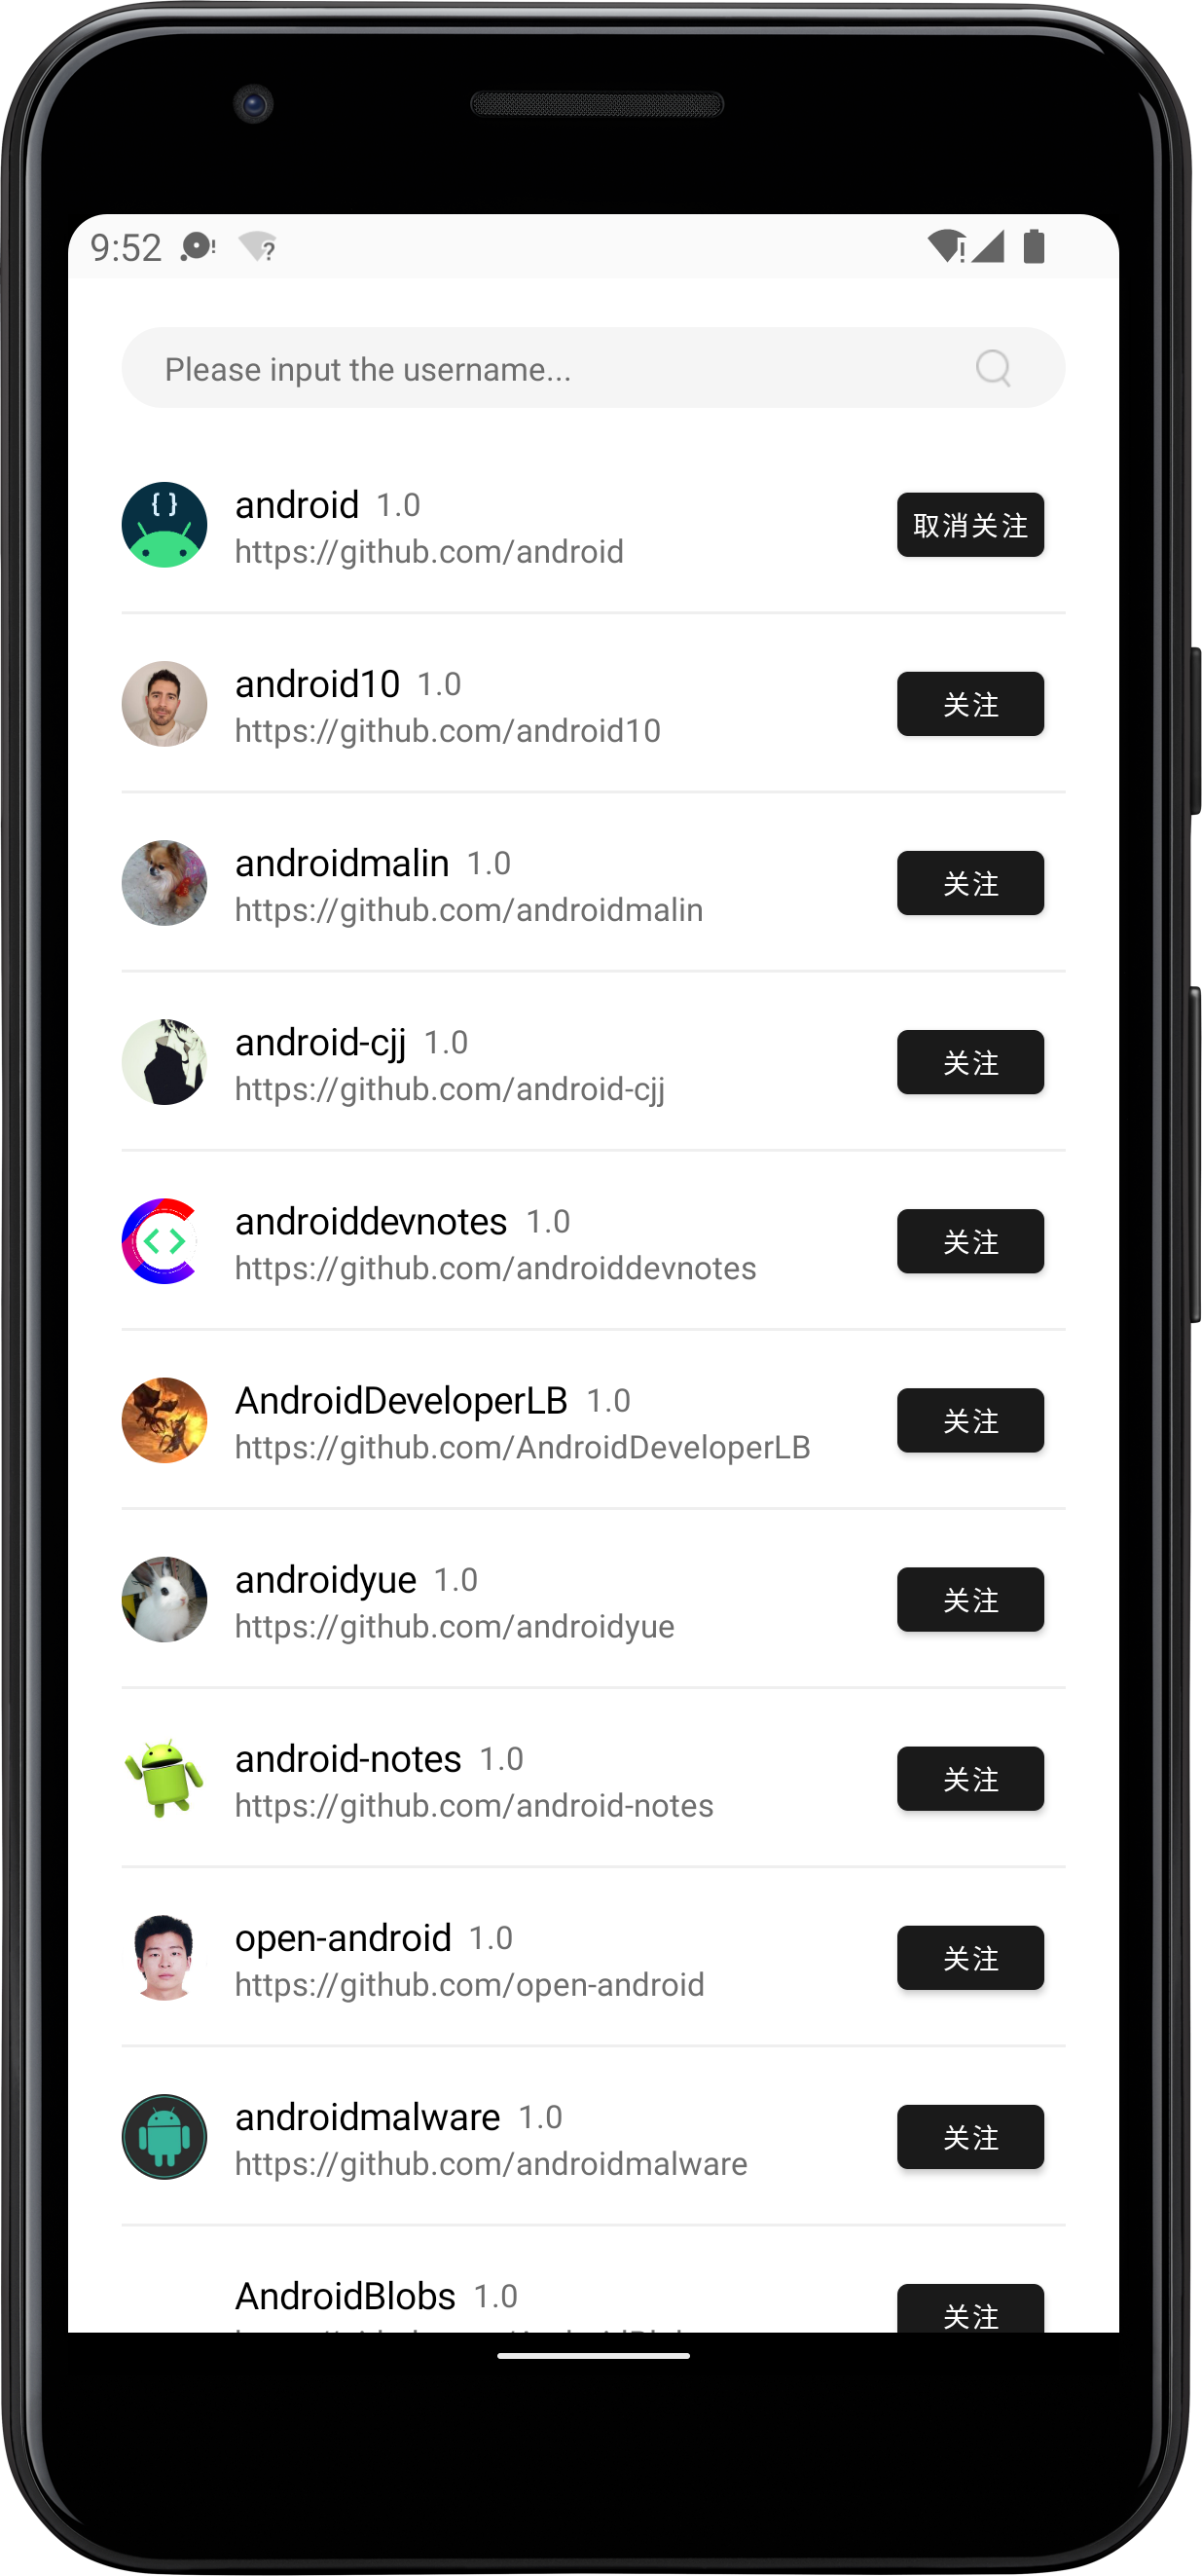 9:52
Please input the username...
android 1.0
https://github.com/android
取消关注
android10 1.0
https://github.com/android10
关注
androidmalin 1.0
https://github.com/androidmalin
关注
android-cjj 1.0
https://github.com/android-cjj
关注
androiddevnotes 1.0
https://github.com/androiddevnotes
关注
AndroidDeveloperLB 1.0
https://github.com/AndroidDeveloperLB
关注
androidyue 1.0
https://github.com/androidyue
关注
android-notes 1.0
https://github.com/android-notes
关注
open-android 1.0
https://github.com/open-android
关注
androidmalware 1.0
https://github.com/androidmalware
关注
AndroidBlobs 1.0
关注